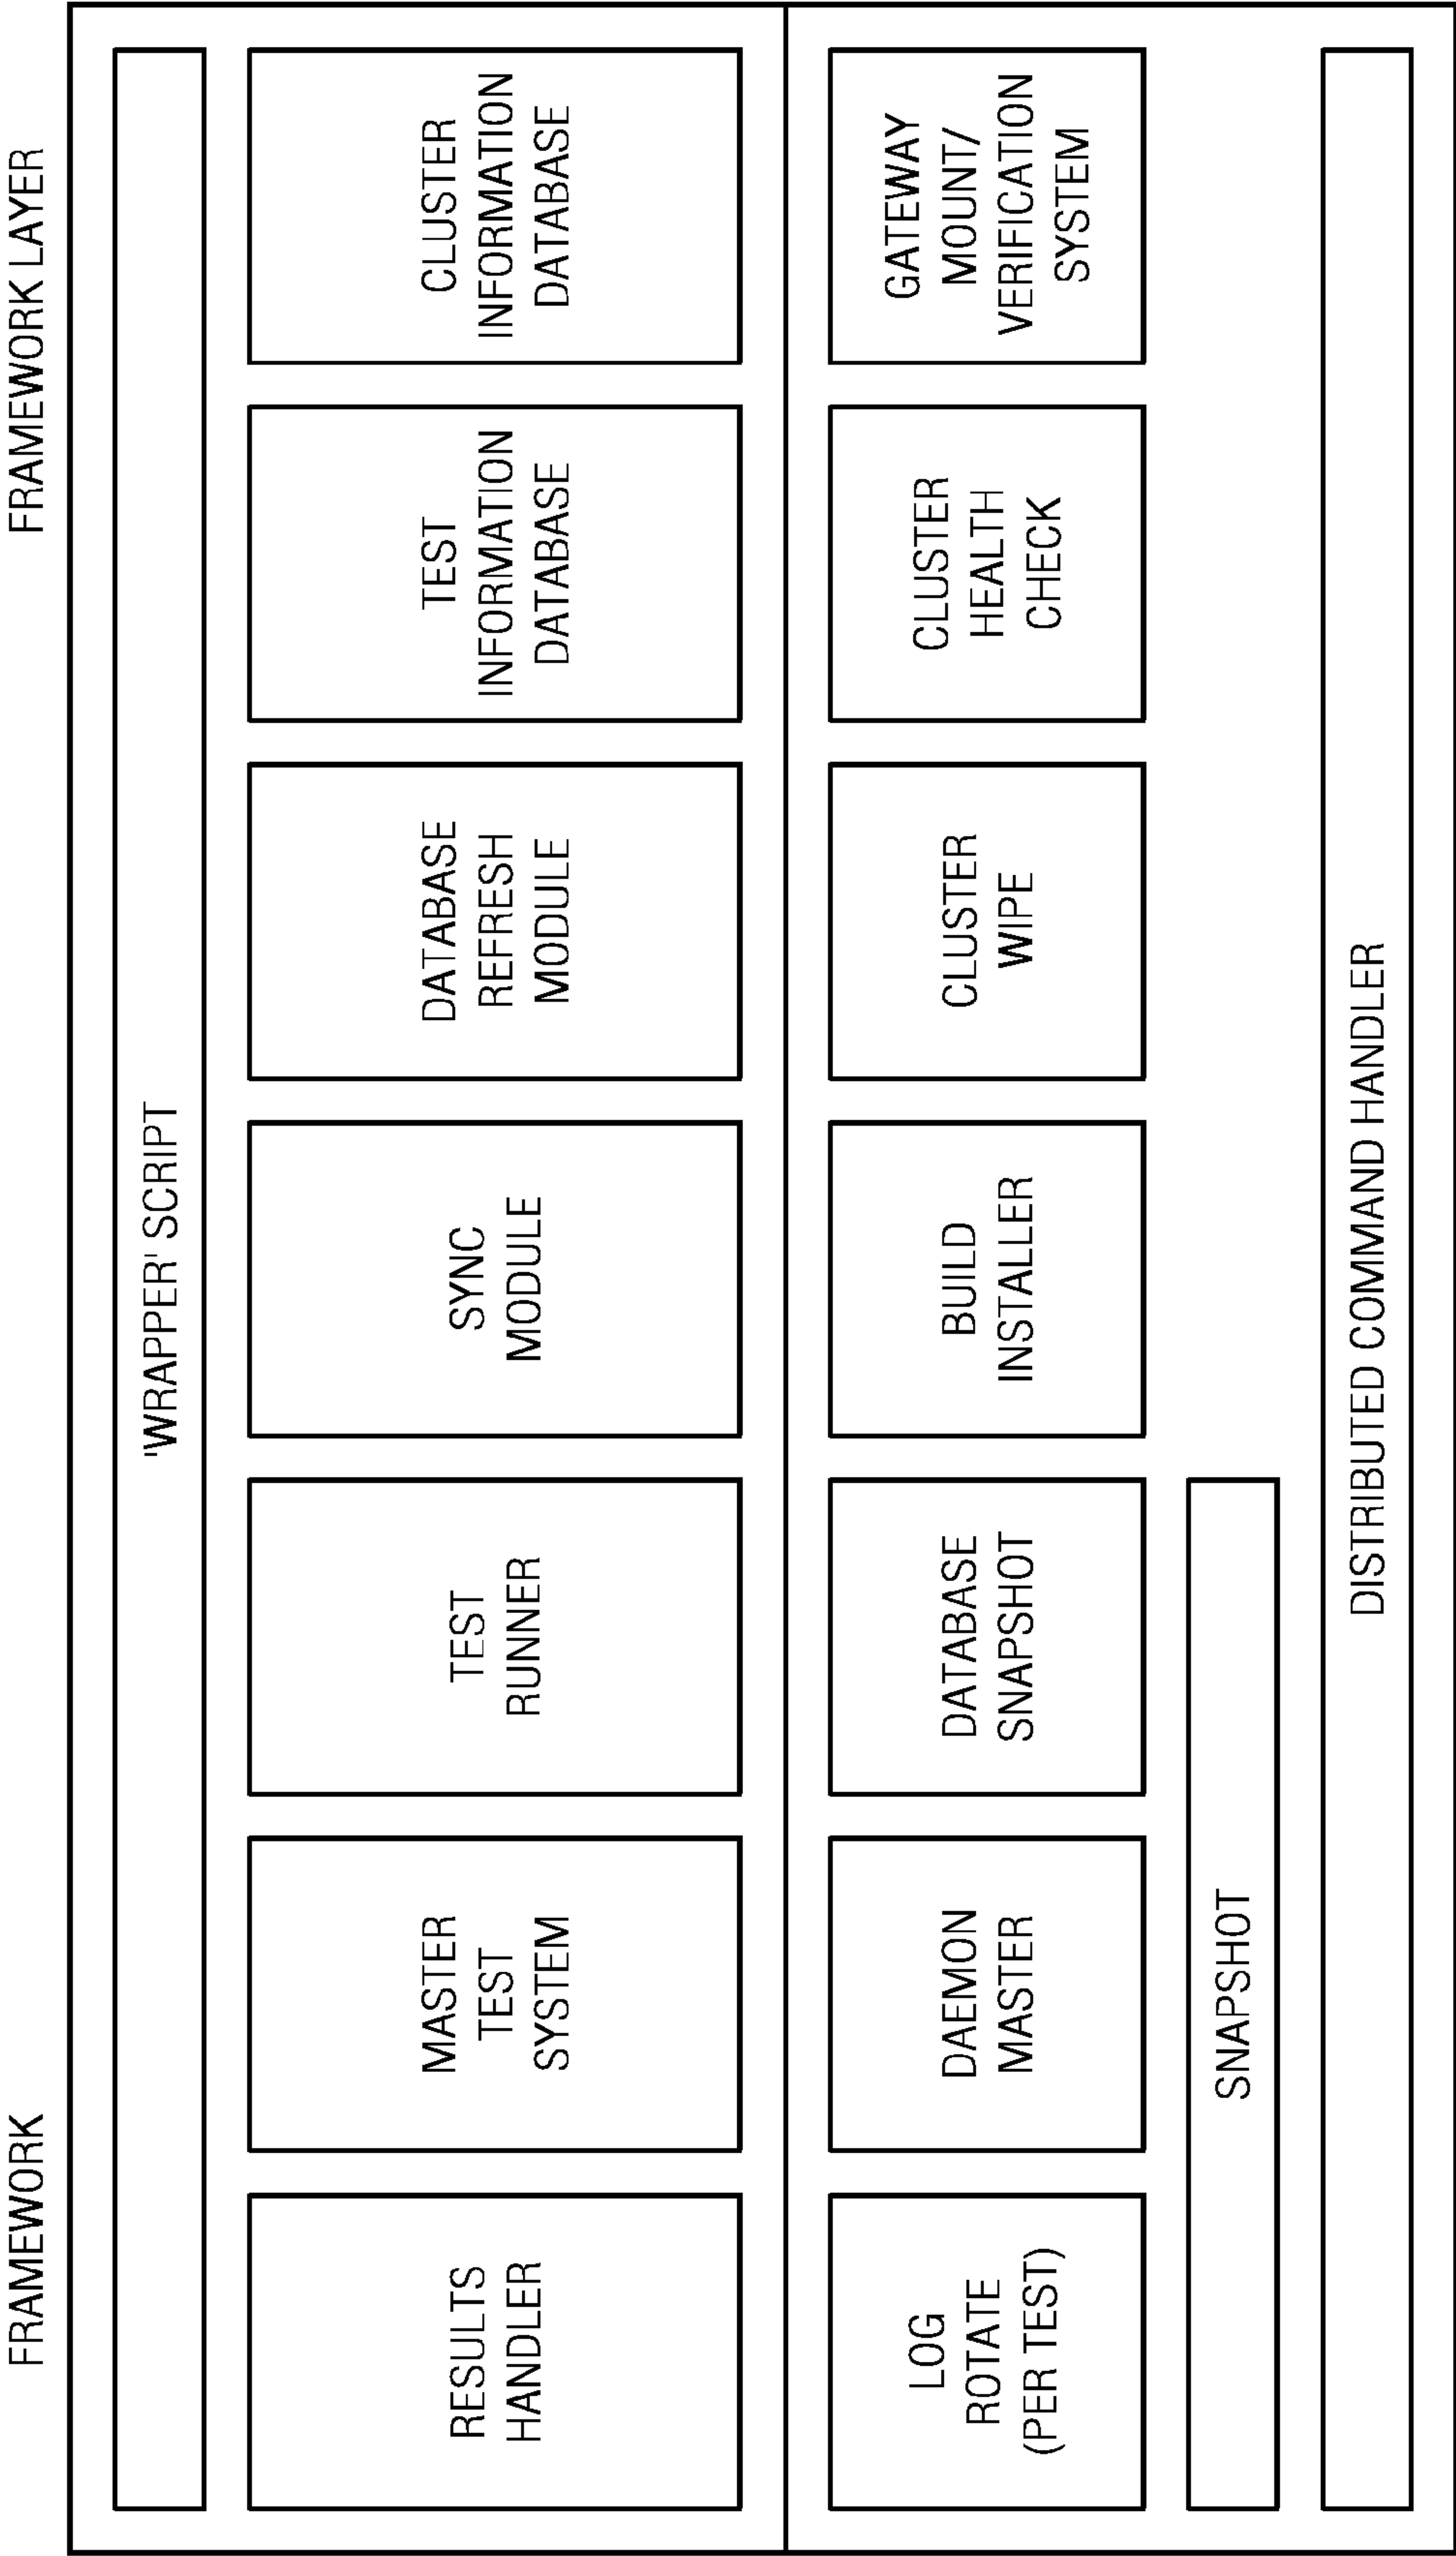 FRAMEWORK
FRAMEWORK LAYER
'WRAPPER' SCRIPT
RESULTS
HANDLER
MASTER
TEST
SYSTEM
TEST
RUNNER
SYNC
MODULE
DATABASE
REFRESH
MODULE
TEST
INFORMATION
DATABASE
CLUSTER
INFORMATION
DATABASE
LOG
ROTATE
(PER TEST)
DAEMON
MASTER
DATABASE
SNAPSHOT
BUILD
INSTALLER
CLUSTER
WIPE
CLUSTER
HEALTH
CHECK
GATEWAY
MOUNT/
VERIFICATION
SYSTEM
SNAPSHOT
DISTRIBUTED COMMAND HANDLER